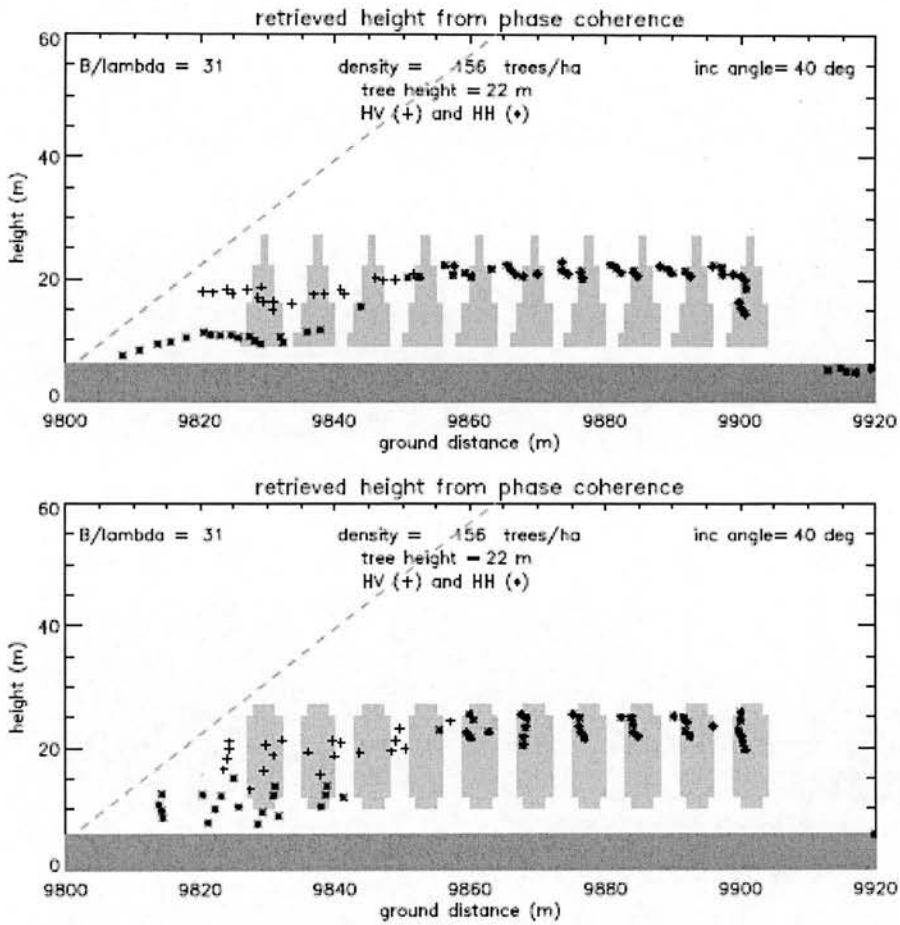 retrieved height from phase coherence
60
B/lambda = 31 density = 156 trees/ha inc angle= 40 deg
tree height = 22 m
HV (+) and HH (♦)
40
height (m)
20
0
9800 9820 9840 9860 9880 9900 9920
ground distance (m)
retrieved height from phase coherence
60
B/lambda = 31 density = 156 trees/ha inc angle= 40 deg
tree height = 22 m
HV (+) and HH (♦)
40
height (m)
20
0
9800 9820 9840 9860 9880 9900 9920
ground distance (m)